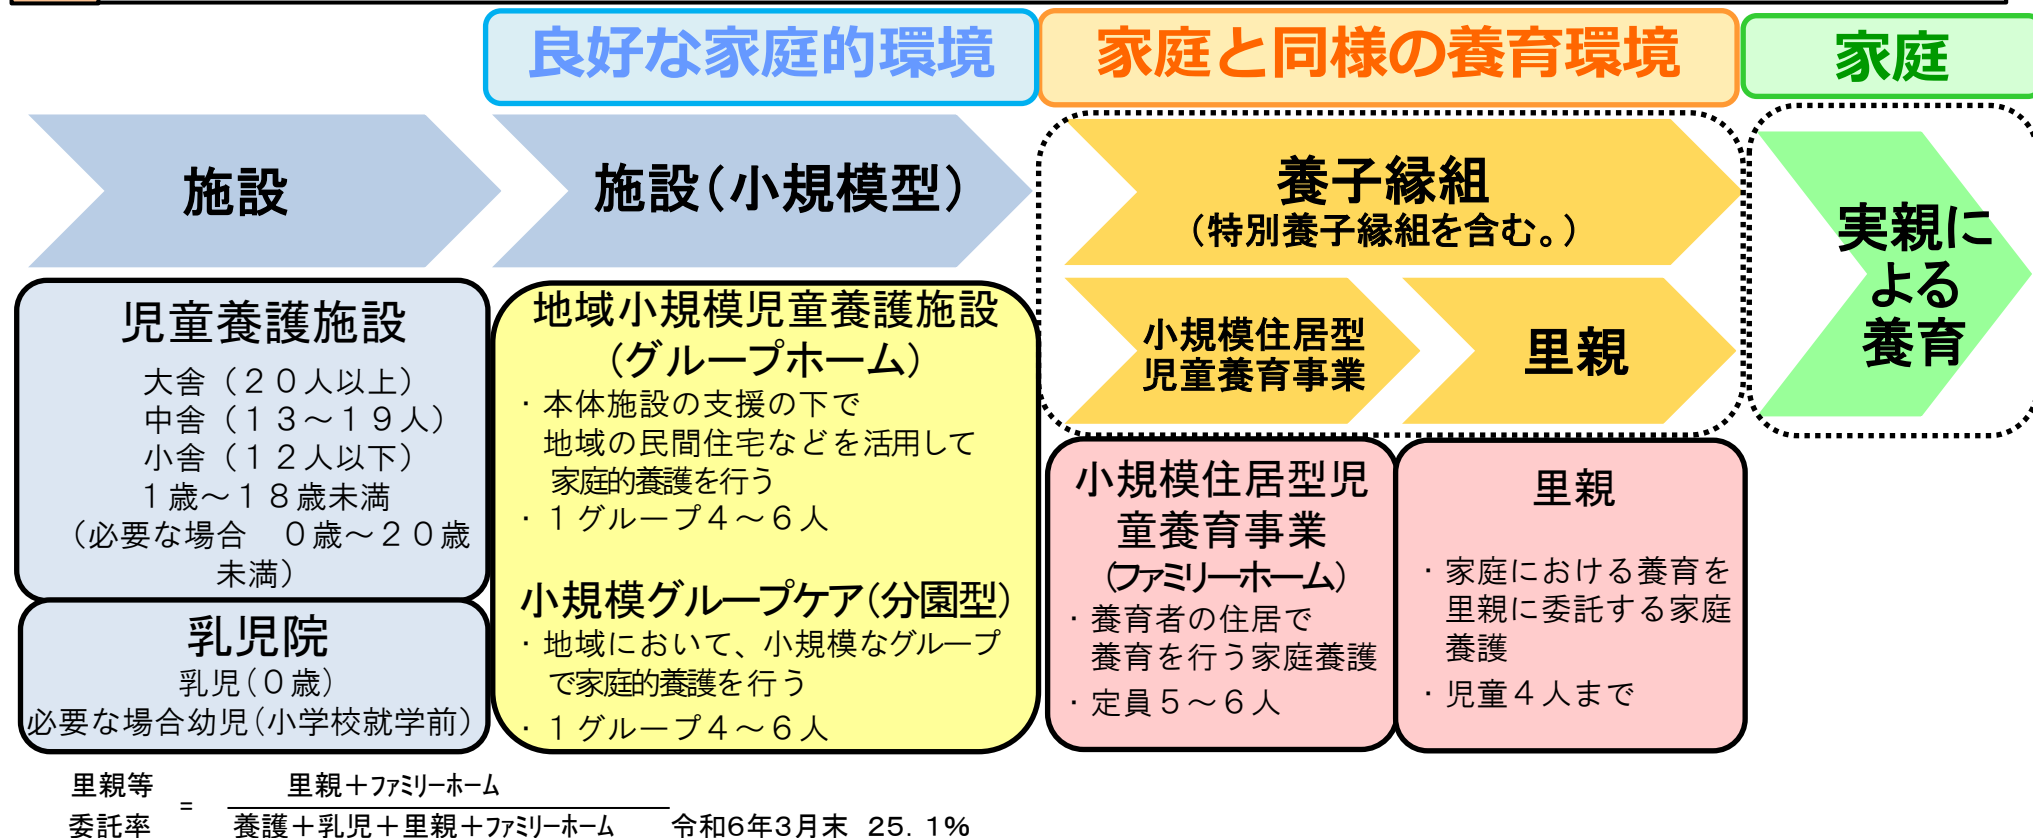 良好な家庭的環境
家庭と同様の養育環境
家庭
施設
施設(小規模型)
養子縁組
(特別養子縁組を含む。)
小規模住居型
児童養育事業
里親
実親に
よる
養育
児童養護施設
大舎(20人以上)
中舎(13~19人)
小舎(12人以下)
1歳~18歳未満
(必要な場合 0歳~20歳
未満)
乳児院
乳児(0歳)
必要な場合幼児(小学校就学前)
地域小規模児童養護施設
(グループホーム)
・本体施設の支援の下で
地域の民間住宅などを活用して
家庭的養護を行う
・1グループ4~6人
小規模グループケア(分園型)
・地域において、小規模なグループ
で家庭的養護を行う
・1グループ4~6人
小規模住居型児
童養育事業
(ファミリーホーム)
・養育者の住居で
養育を行う家庭養護
・定員5~6人
里親
・家庭における養育を
里親に委託する家庭
養護
・児童4人まで
里親等
委託率
=
里親+ファミリーホーム
養護+乳児+里親+ファミリーホーム
令和6年3月末 25.1%